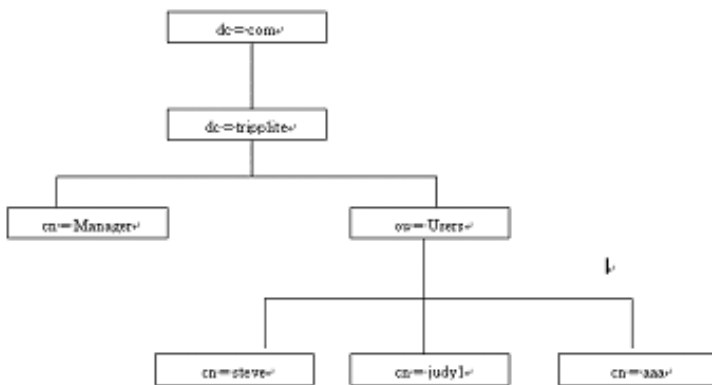 dc=com
dc=tripplite
cn=Manager
ou=Users
cn=steve
cn=judy1
cn=aaa